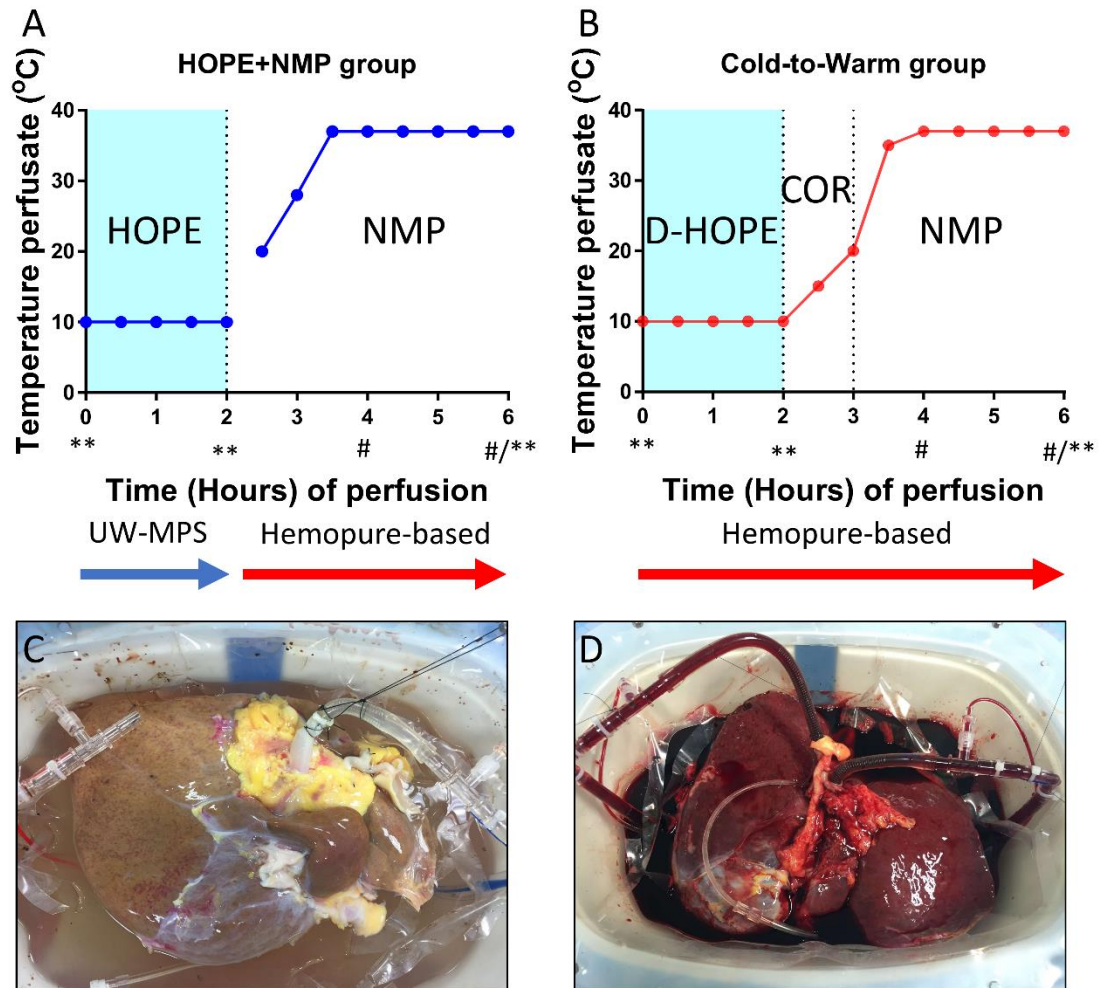 A
HOPE+NMP group
Temperature perfusate (°C)
40
30
20
10
0
HOPE
NMP
0 1 2 3 4 5 6
** ** # #/**
Time (Hours) of perfusion
UW-MPS Hemopure-based
B
Cold-to-Warm group
Temperature perfusate (°C)
40
30
20
10
0
D-HOPE
COR
NMP
0 1 2 3 4 5 6
** ** # #/**
Time (Hours) of perfusion
Hemopure-based
C
D